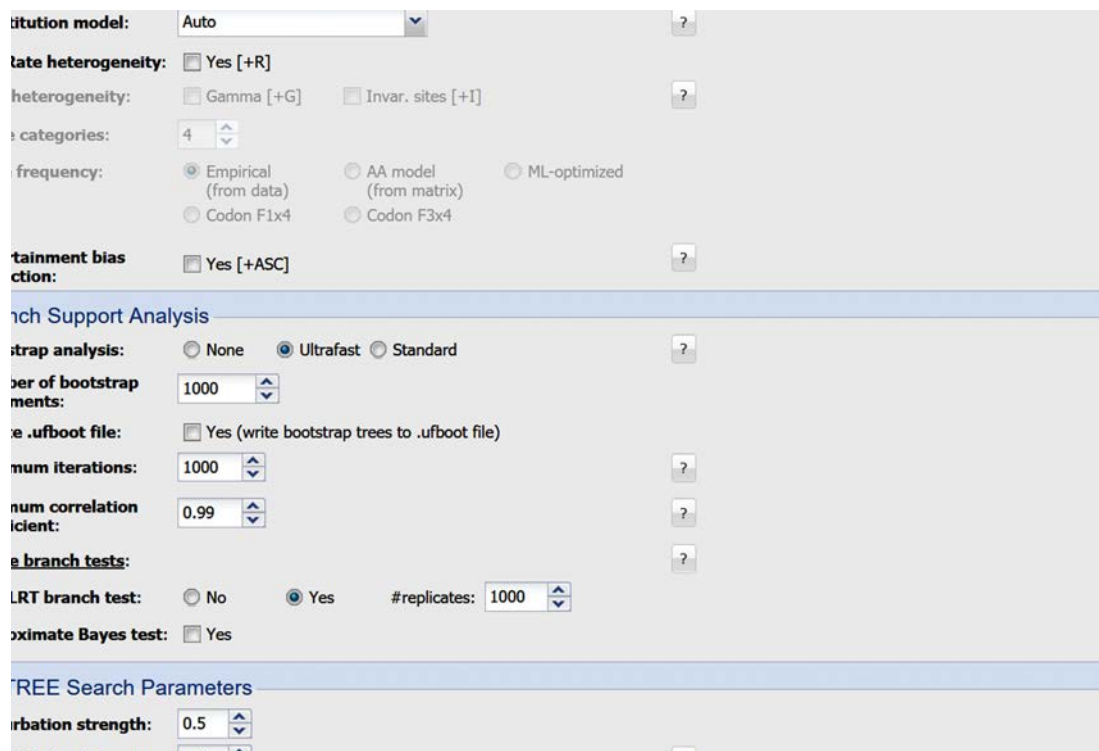 titution model: Auto ?
Rate heterogeneity: Yes [+R]
heterogeneity: Gamma [+G] Invar. sites [+I] ?
categories: 4
frequency: Empirical AA model ML-optimized
(from data) (from matrix)
Codon F1x4 Codon F3x4
rtainment bias
ction: Yes [+ASC] ?
nch Support Analysis
strap analysis: None Ultrafast Standard ?
ber of bootstrap
ments: 1000
e .ufboot file: Yes (write bootstrap trees to .ufboot file)
mum iterations: 1000 ?
mum correlation
icient: 0.99 ?
e branch tests: ?
LRT branch test: No Yes #replicates: 1000
oximate Bayes test: Yes
TREE Search Parameters
rbation strength: 0.5